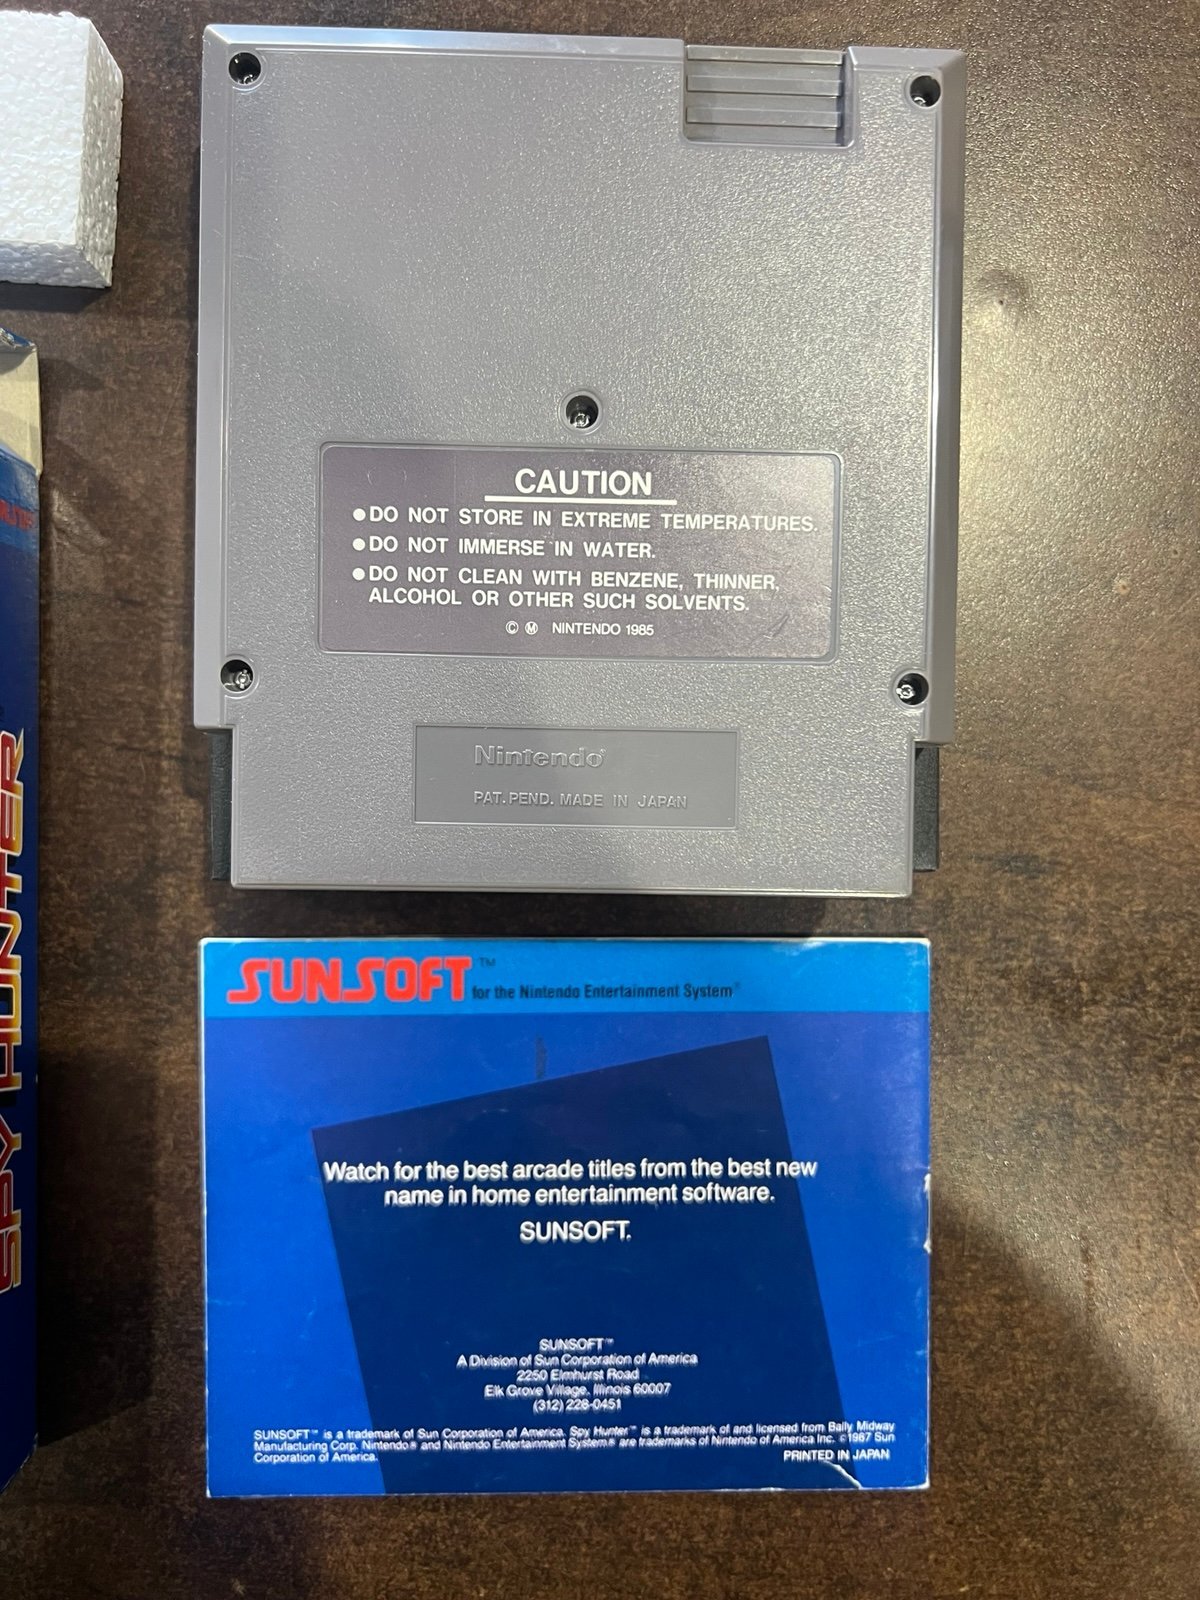 CAUTION
●DO NOT STORE IN EXTREME TEMPERATURES.
●DO NOT IMMERSE IN WATER.
●DO NOT CLEAN WITH BENZENE, THINNER,
ALCOHOL OR OTHER SUCH SOLVENTS.
© Ⓜ NINTENDO 1985
Nintendo®
PAT. PEND. MADE IN JAPAN
SPY HUNTER
SUNSOFT™
for the Nintendo Entertainment System®
Watch for the best arcade titles from the best new
name in home entertainment software.
SUNSOFT.
SUNSOFT™
A Division of Sun Corporation of America
2250 Elmhurst Road
Elk Grove Village, Illinois 60007
(312) 228-0451
SUNSOFT™ is a trademark of Sun Corporation of America. Spy Hunter™ is a trademark of and licensed from Bally Midway
Manufacturing Corp. Nintendo® and Nintendo Entertainment System® are trademarks of Nintendo of America Inc. ©1987 Sun
Corporation of America.
PRINTED IN JAPAN